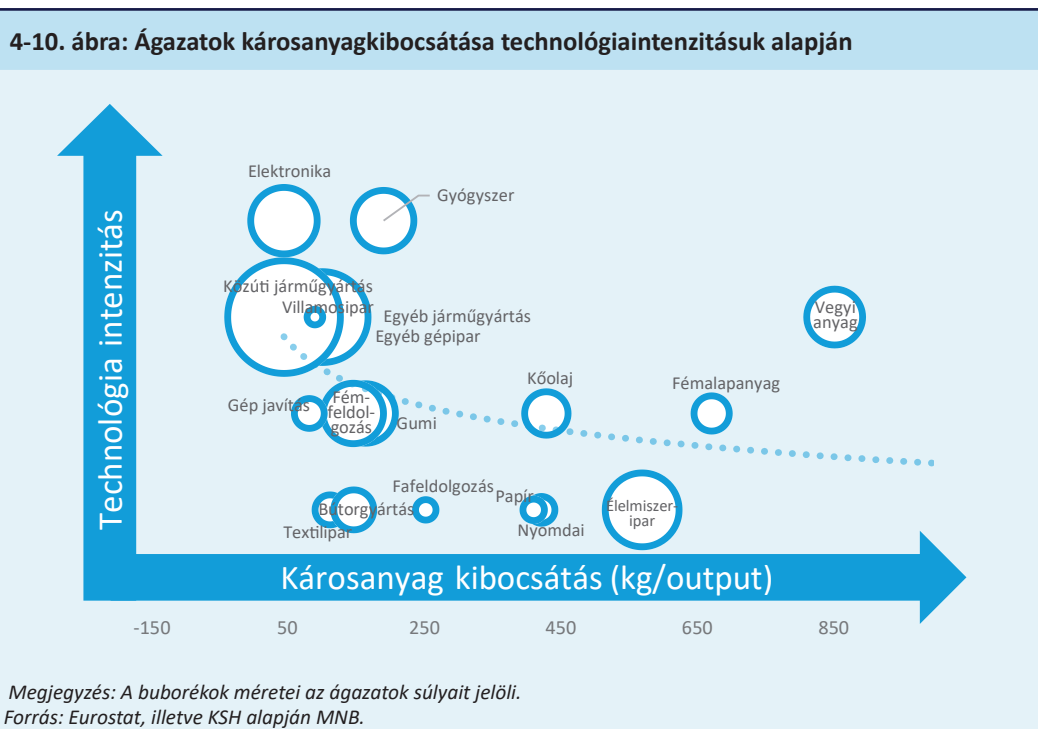 4-10. ábra: Ágazatok károsanyagkibocsátása technológiaintenzitásuk alapján
Technológia intenzitás
Elektronika
Gyógyszer
Közúti járműgyártás
Villamosipar
Egyéb járműgyártás
Egyéb gépipar
Vegyi
anyag
Kőolaj
Fémalapanyag
Gép javítás
Fém-
feldol-
gozás
Gumi
Fafeldolgozás
Papír
Bútorgyártás
Textilipar
Nyomdai
Élelmiszer-
ipar
Károsanyag kibocsátás (kg/output)
-150 50 250 450 650 850
Megjegyzés: A buborékok méretei az ágazatok súlyait jelöli.
Forrás: Eurostat, illetve KSH alapján MNB.